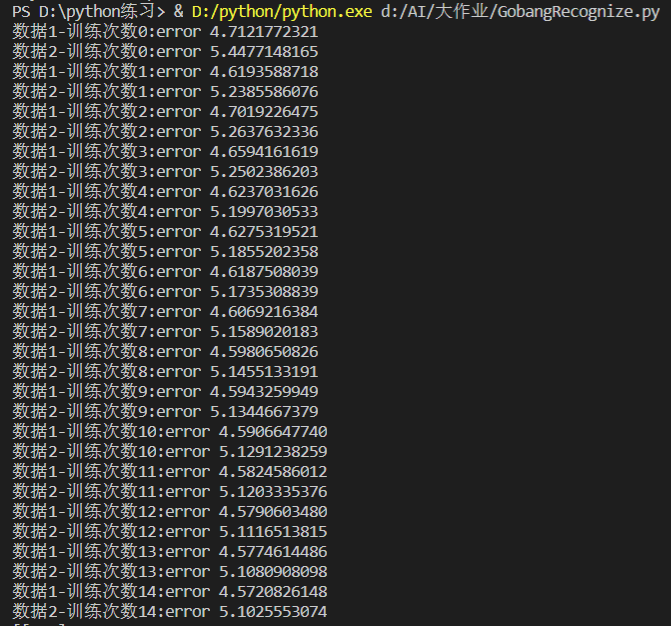 PS D:\python练习> & D:/python/python.exe d:/AI/大作业/GobangRecognize.py
数据1-训练次数0:error 4.7121772321
数据2-训练次数0:error 5.4477148165
数据1-训练次数1:error 4.6193588718
数据2-训练次数1:error 5.2385586076
数据1-训练次数2:error 4.7019226475
数据2-训练次数2:error 5.2637632336
数据1-训练次数3:error 4.6594161619
数据2-训练次数3:error 5.2502386203
数据1-训练次数4:error 4.6237031626
数据2-训练次数4:error 5.1997030533
数据1-训练次数5:error 4.6275319521
数据2-训练次数5:error 5.1855202358
数据1-训练次数6:error 4.6187508039
数据2-训练次数6:error 5.1735308839
数据1-训练次数7:error 4.6069216384
数据2-训练次数7:error 5.1589020183
数据1-训练次数8:error 4.5980650826
数据2-训练次数8:error 5.1455133191
数据1-训练次数9:error 4.5943259949
数据2-训练次数9:error 5.1344667379
数据1-训练次数10:error 4.5906647740
数据2-训练次数10:error 5.1291238259
数据1-训练次数11:error 4.5824586012
数据2-训练次数11:error 5.1203335376
数据1-训练次数12:error 4.5790603480
数据2-训练次数12:error 5.1116513815
数据1-训练次数13:error 4.5774614486
数据2-训练次数13:error 5.1080908098
数据1-训练次数14:error 4.5720826148
数据2-训练次数14:error 5.1025553074